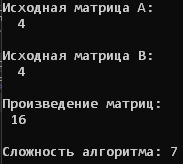 Исходная матрица A:
4
Исходная матрица B:
4
Произведение матриц:
16
Сложность алгоритма: 7